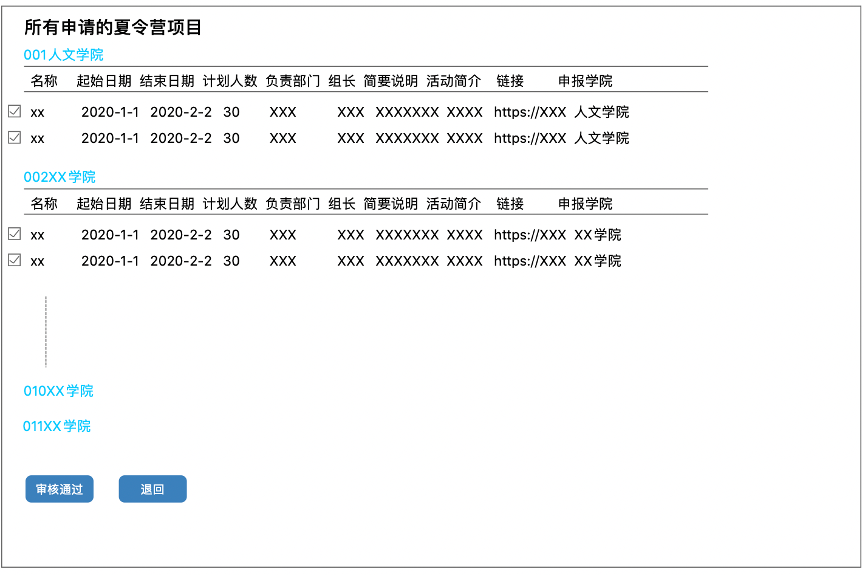 所有申请的夏令营项目
001人文学院
名称 起始日期 结束日期 计划人数 负责部门 组长 简要说明 活动简介 链接 申报学院
xx 2020-1-1 2020-2-2 30 XXX XXX XXXXXXX XXXX https://XXX 人文学院
xx 2020-1-1 2020-2-2 30 XXX XXX XXXXXXX XXXX https://XXX 人文学院
002XX学院
名称 起始日期 结束日期 计划人数 负责部门 组长 简要说明 活动简介 链接 申报学院
xx 2020-1-1 2020-2-2 30 XXX XXX XXXXXXX XXXX https://XXX XX学院
xx 2020-1-1 2020-2-2 30 XXX XXX XXXXXXX XXXX https://XXX XX学院
010XX学院
011XX学院
审核通过 退回